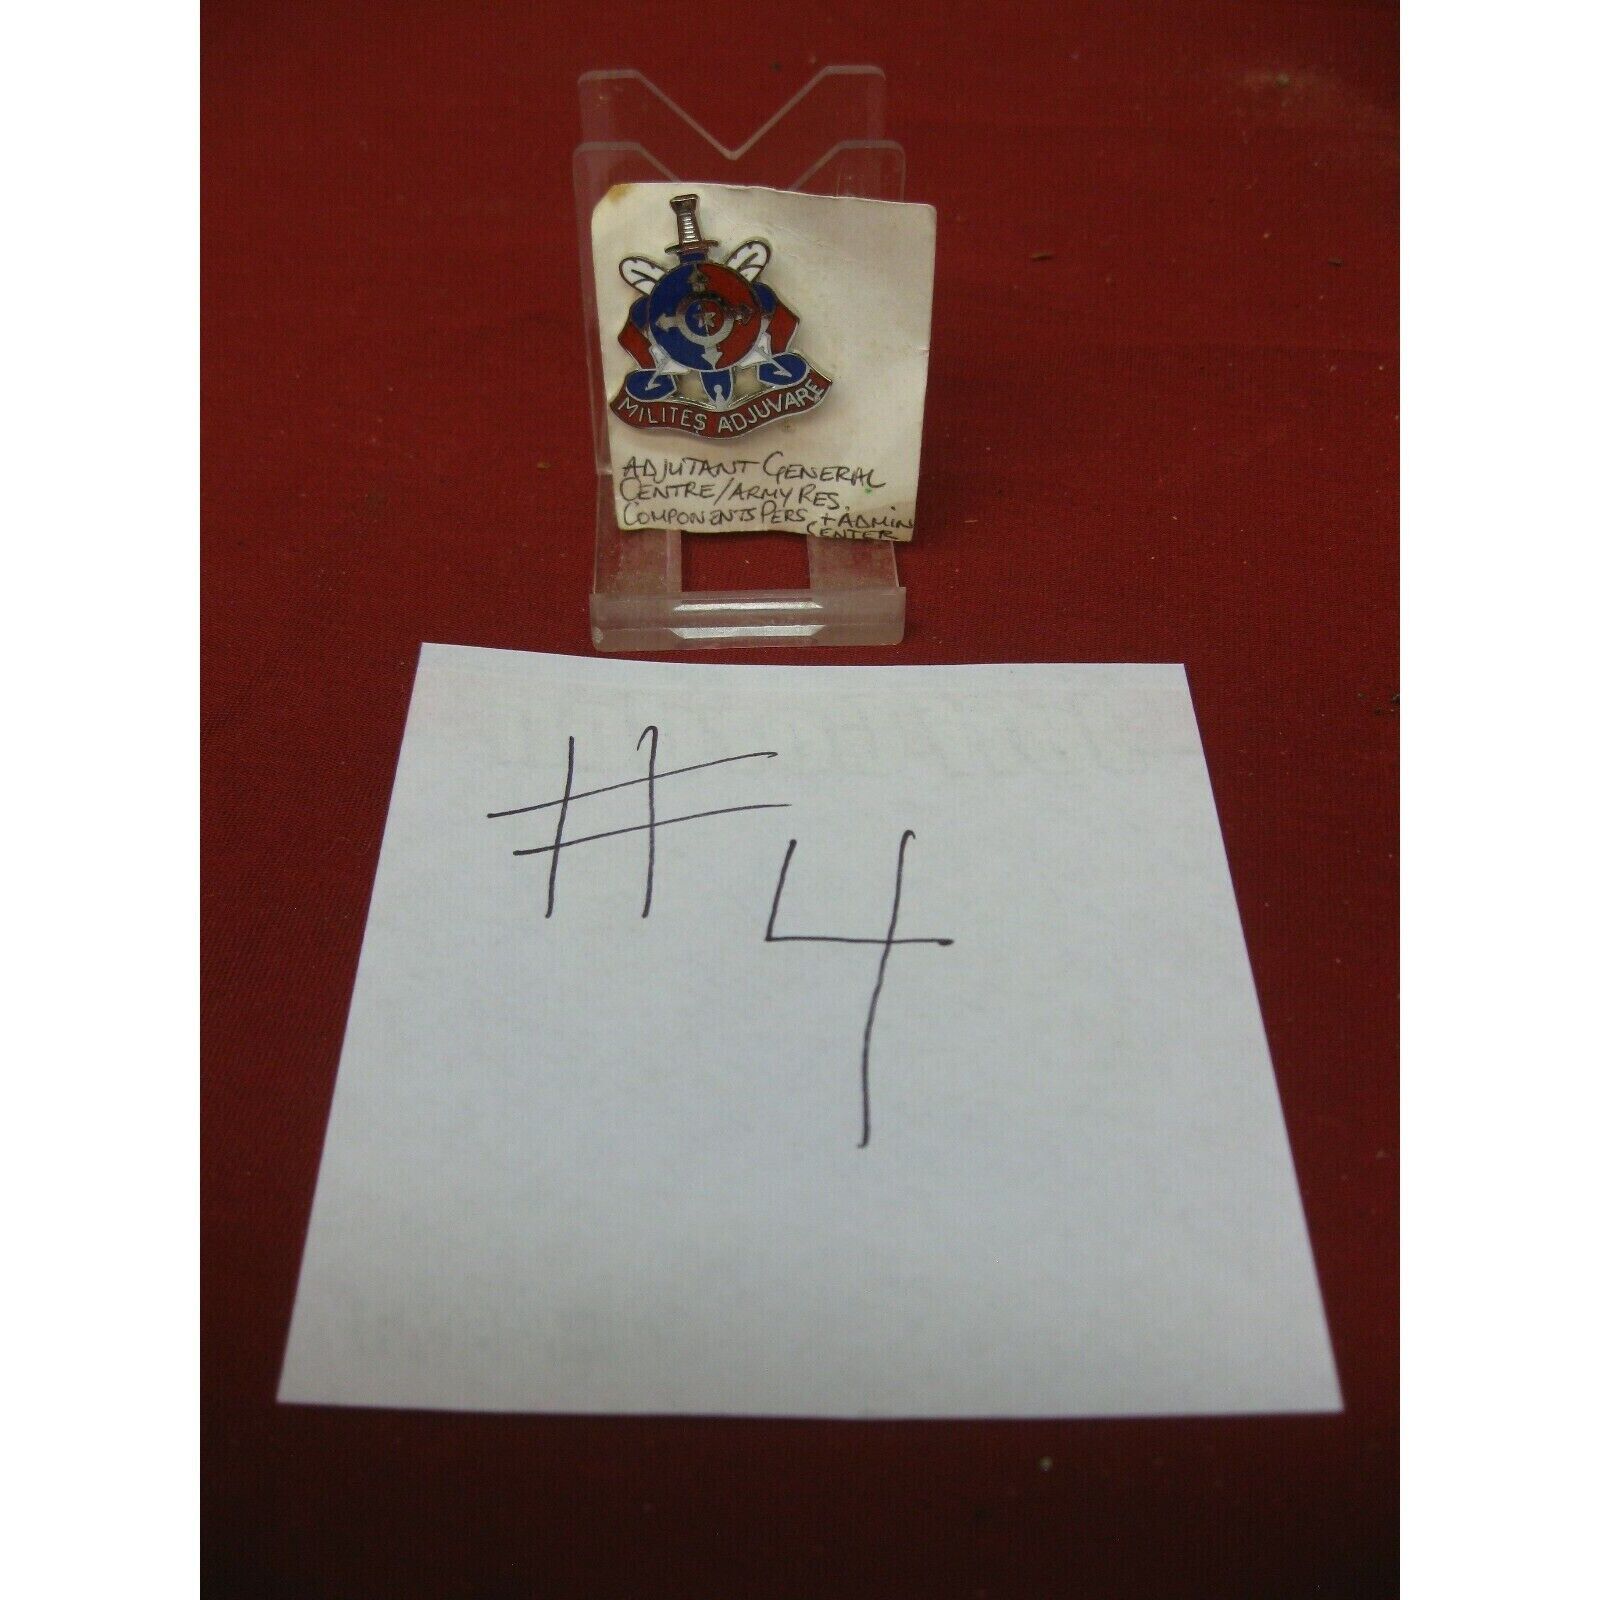 MILITES ADJUVARE
ADJUTANT GENERAL
CENTRE/ARMY RES.
COMPONENTS PERS + ADMIN
CENTER
# 4